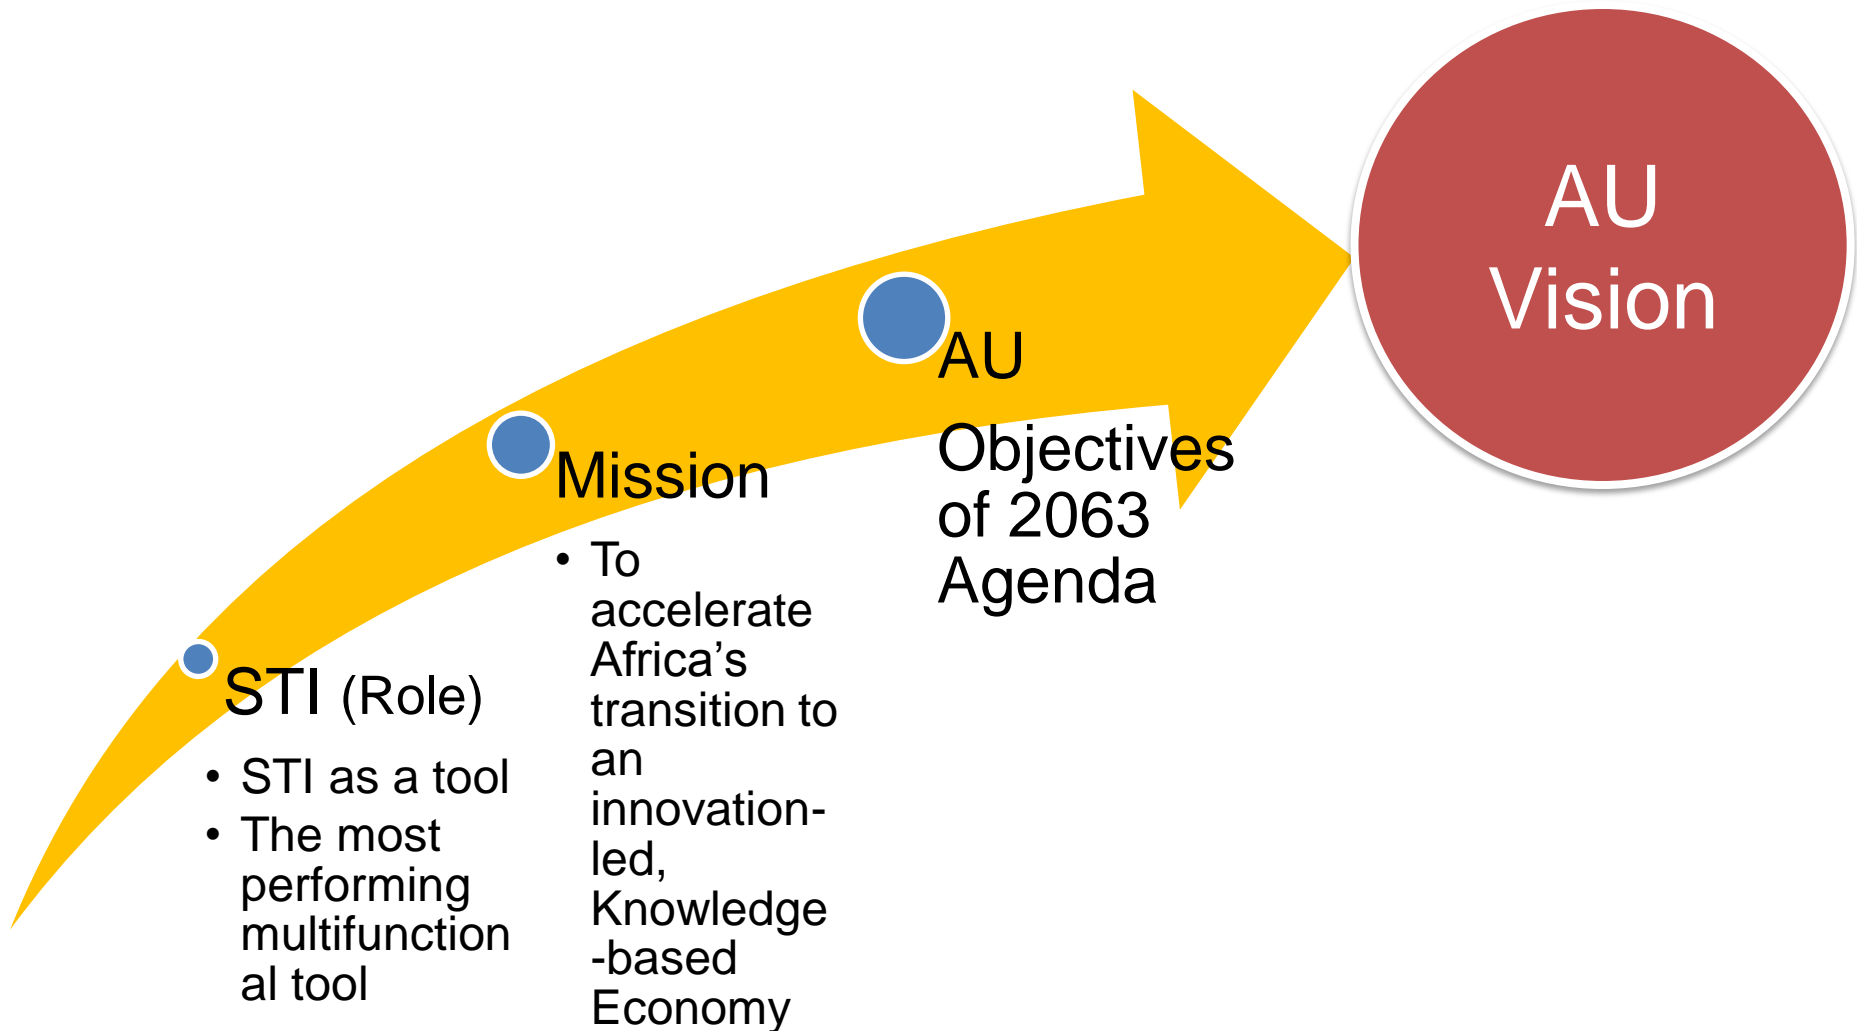 STI (Role)
• STI as a tool
• The most
performing
multifunction
al tool
Mission
• To
accelerate
Africa’s
transition to
an
innovation-
led,
Knowledge
-based
Economy
AU
Objectives
of 2063
Agenda
AU
Vision